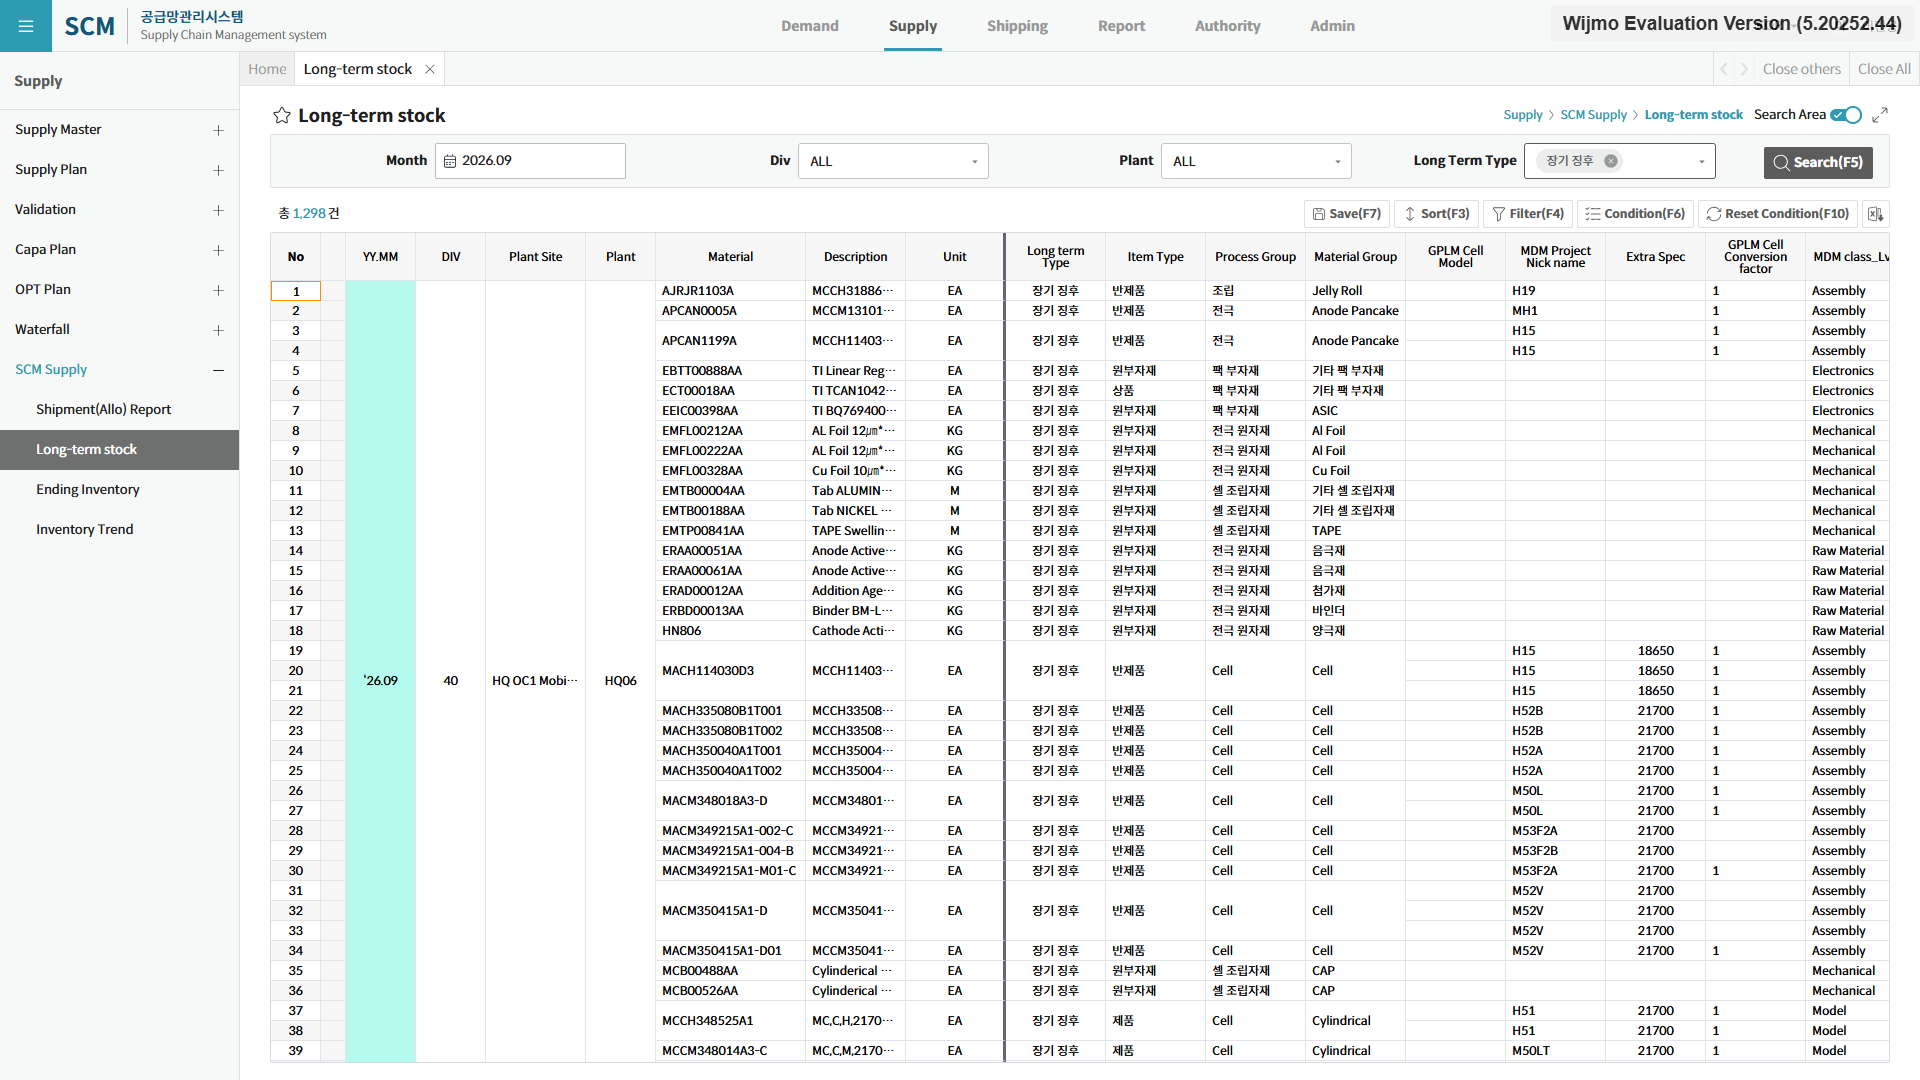 SCM
공급망관리시스템
Supply Chain Management system
Demand Supply Shipping Report Authority Admin
Wijmo Evaluation Version (5.20252.44)
Supply
Home Long-term stock
Close others Close All
Supply Master
Supply Plan
Validation
Capa Plan
OPT Plan
Waterfall
SCM Supply
Shipment(Allo) Report
Long-term stock
Ending Inventory
Inventory Trend
Long-term stock
Supply > SCM Supply > Long-term stock Search Area
Month 2026.09 Div ALL Plant ALL Long Term Type 장기 징후 Search(F5)
총 1,298 건
Save(F7) Sort(F3) Filter(F4) Condition(F6) Reset Condition(F10)
No YY.MM DIV Plant Site Plant Material Description Unit Long term Type Item Type Process Group Material Group GPLM Cell Model MDM Project Nick name Extra Spec GPLM Cell Conversion factor MDM class_Lv
'26.09 40 HQ OC1 Mobi··· HQ06
1 AJRJR1103A MCCH31886··· EA 장기 징후 반제품 조립 Jelly Roll H19 1 Assembly
2 APCAN0005A MCCM13101··· EA 장기 징후 반제품 전극 Anode Pancake MH1 1 Assembly
3 APCAN1199A MCCH11403··· EA 장기 징후 반제품 전극 Anode Pancake H15 1 Assembly
4 H15 1 Assembly
5 EBTT00888AA TI Linear Reg··· EA 장기 징후 원부자재 팩 부자재 기타 팩 부자재 Electronics
6 ECT00018AA TI TCAN1042··· EA 장기 징후 상품 팩 부자재 기타 팩 부자재 Electronics
7 EEIC00398AA TI BQ769400··· EA 장기 징후 원부자재 팩 부자재 ASIC Electronics
8 EMFL00212AA AL Foil 12㎛*··· KG 장기 징후 원부자재 전극 원자재 Al Foil Mechanical
9 EMFL00222AA AL Foil 12㎛*··· KG 장기 징후 원부자재 전극 원자재 Al Foil Mechanical
10 EMFL00328AA Cu Foil 10㎛*··· KG 장기 징후 원부자재 전극 원자재 Cu Foil Mechanical
11 EMTB00004AA Tab ALUMIN··· M 장기 징후 원부자재 셀 조립자재 기타 셀 조립자재 Mechanical
12 EMTB00188AA Tab NICKEL ··· M 장기 징후 원부자재 셀 조립자재 기타 셀 조립자재 Mechanical
13 EMTP00841AA TAPE Swellin··· M 장기 징후 원부자재 셀 조립자재 TAPE Mechanical
14 ERAA00051AA Anode Active··· KG 장기 징후 원부자재 전극 원자재 음극재 Raw Material
15 ERAA00061AA Anode Active··· KG 장기 징후 원부자재 전극 원자재 음극재 Raw Material
16 ERAD00012AA Addition Age··· KG 장기 징후 원부자재 전극 원자재 첨가재 Raw Material
17 ERBD00013AA Binder BM-L··· KG 장기 징후 원부자재 전극 원자재 바인더 Raw Material
18 HN806 Cathode Acti··· KG 장기 징후 원부자재 전극 원자재 양극재 Raw Material
19 H15 18650 1 Assembly
20 MACH114030D3 MCCH11403··· EA 장기 징후 반제품 Cell Cell H15 18650 1 Assembly
21 H15 18650 1 Assembly
22 MACH335080B1T001 MCCH33508··· EA 장기 징후 반제품 Cell Cell H52B 21700 1 Assembly
23 MACH335080B1T002 MCCH33508··· EA 장기 징후 반제품 Cell Cell H52B 21700 1 Assembly
24 MACH350040A1T001 MCCH35004··· EA 장기 징후 반제품 Cell Cell H52A 21700 1 Assembly
25 MACH350040A1T002 MCCH35004··· EA 장기 징후 반제품 Cell Cell H52A 21700 1 Assembly
26 MACM348018A3-D MCCM34801··· EA 장기 징후 반제품 Cell Cell M50L 21700 1 Assembly
27 M50L 21700 1 Assembly
28 MACM349215A1-002-C MCCM34921··· EA 장기 징후 반제품 Cell Cell M53F2A 21700 Assembly
29 MACM349215A1-004-B MCCM34921··· EA 장기 징후 반제품 Cell Cell M53F2B 21700 Assembly
30 MACM349215A1-M01-C MCCM34921··· EA 장기 징후 반제품 Cell Cell M53F2A 21700 1 Assembly
31 M52V 21700 Assembly
32 MACM350415A1-D MCCM35041··· EA 장기 징후 반제품 Cell Cell M52V 21700 Assembly
33 M52V 21700 Assembly
34 MACM350415A1-D01 MCCM35041··· EA 장기 징후 반제품 Cell Cell M52V 21700 1 Assembly
35 MCB00488AA Cylinderical ··· EA 장기 징후 원부자재 셀 조립자재 CAP Mechanical
36 MCB00526AA Cylinderical ··· EA 장기 징후 원부자재 셀 조립자재 CAP Mechanical
37 MCCH348525A1 MC,C,H,2170··· EA 장기 징후 제품 Cell Cylindrical H51 21700 1 Model
38 H51 21700 1 Model
39 MCCM348014A3-C MC,C,M,2170··· EA 장기 징후 제품 Cell Cylindrical M50LT 21700 1 Model